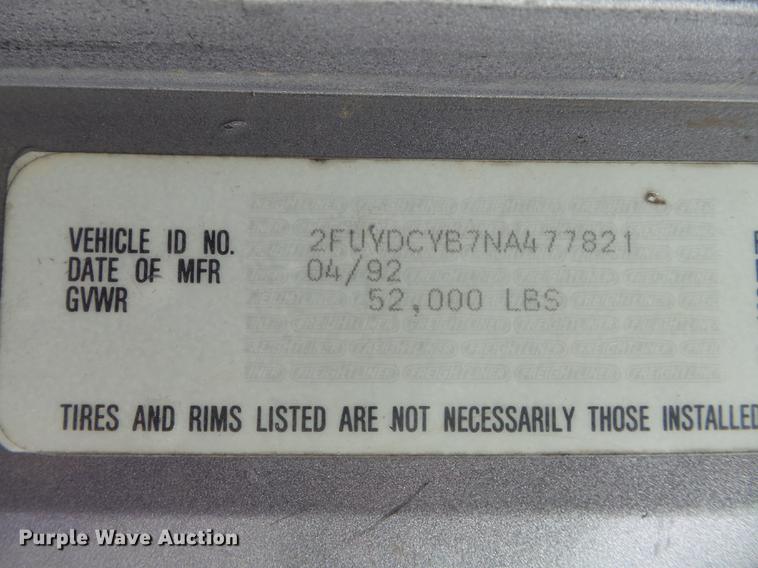 VEHICLE ID NO. 2FUYDCYB7NA477821
DATE OF MFR 04/92
GVWR 52,000 LBS
TIRES AND RIMS LISTED ARE NOT NECESSARILY THOSE INSTALLED
Purple Wave Auction